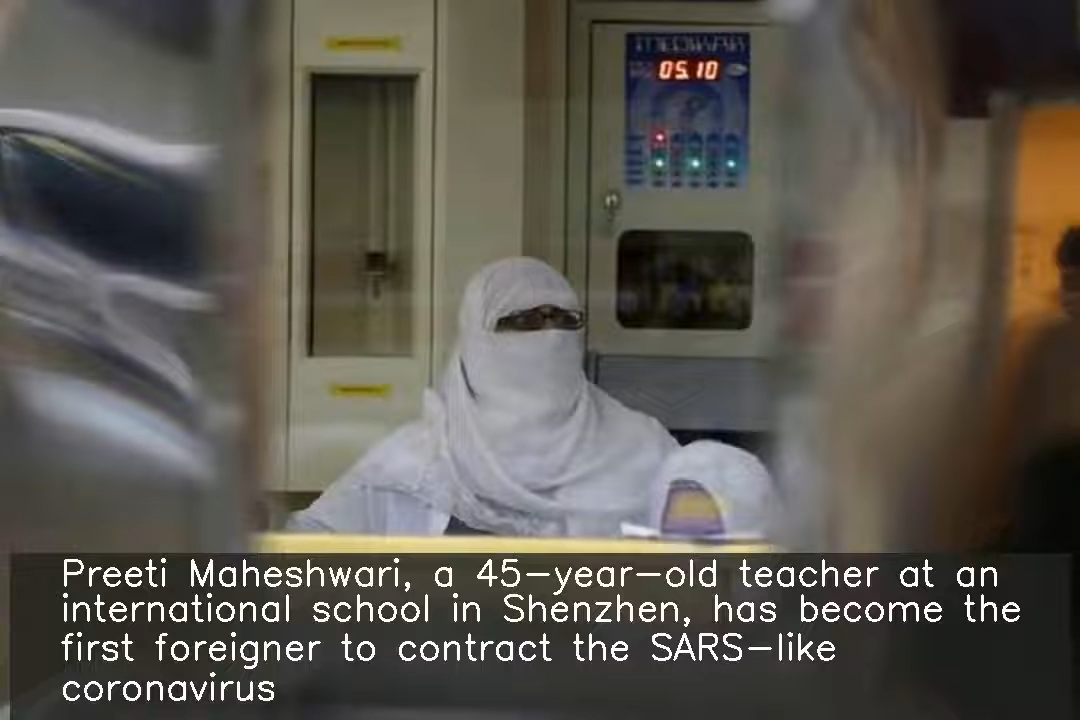 05.10
Preeti Maheshwari, a 45-year-old teacher at an
international school in Shenzhen, has become the
first foreigner to contract the SARS-like
coronavirus